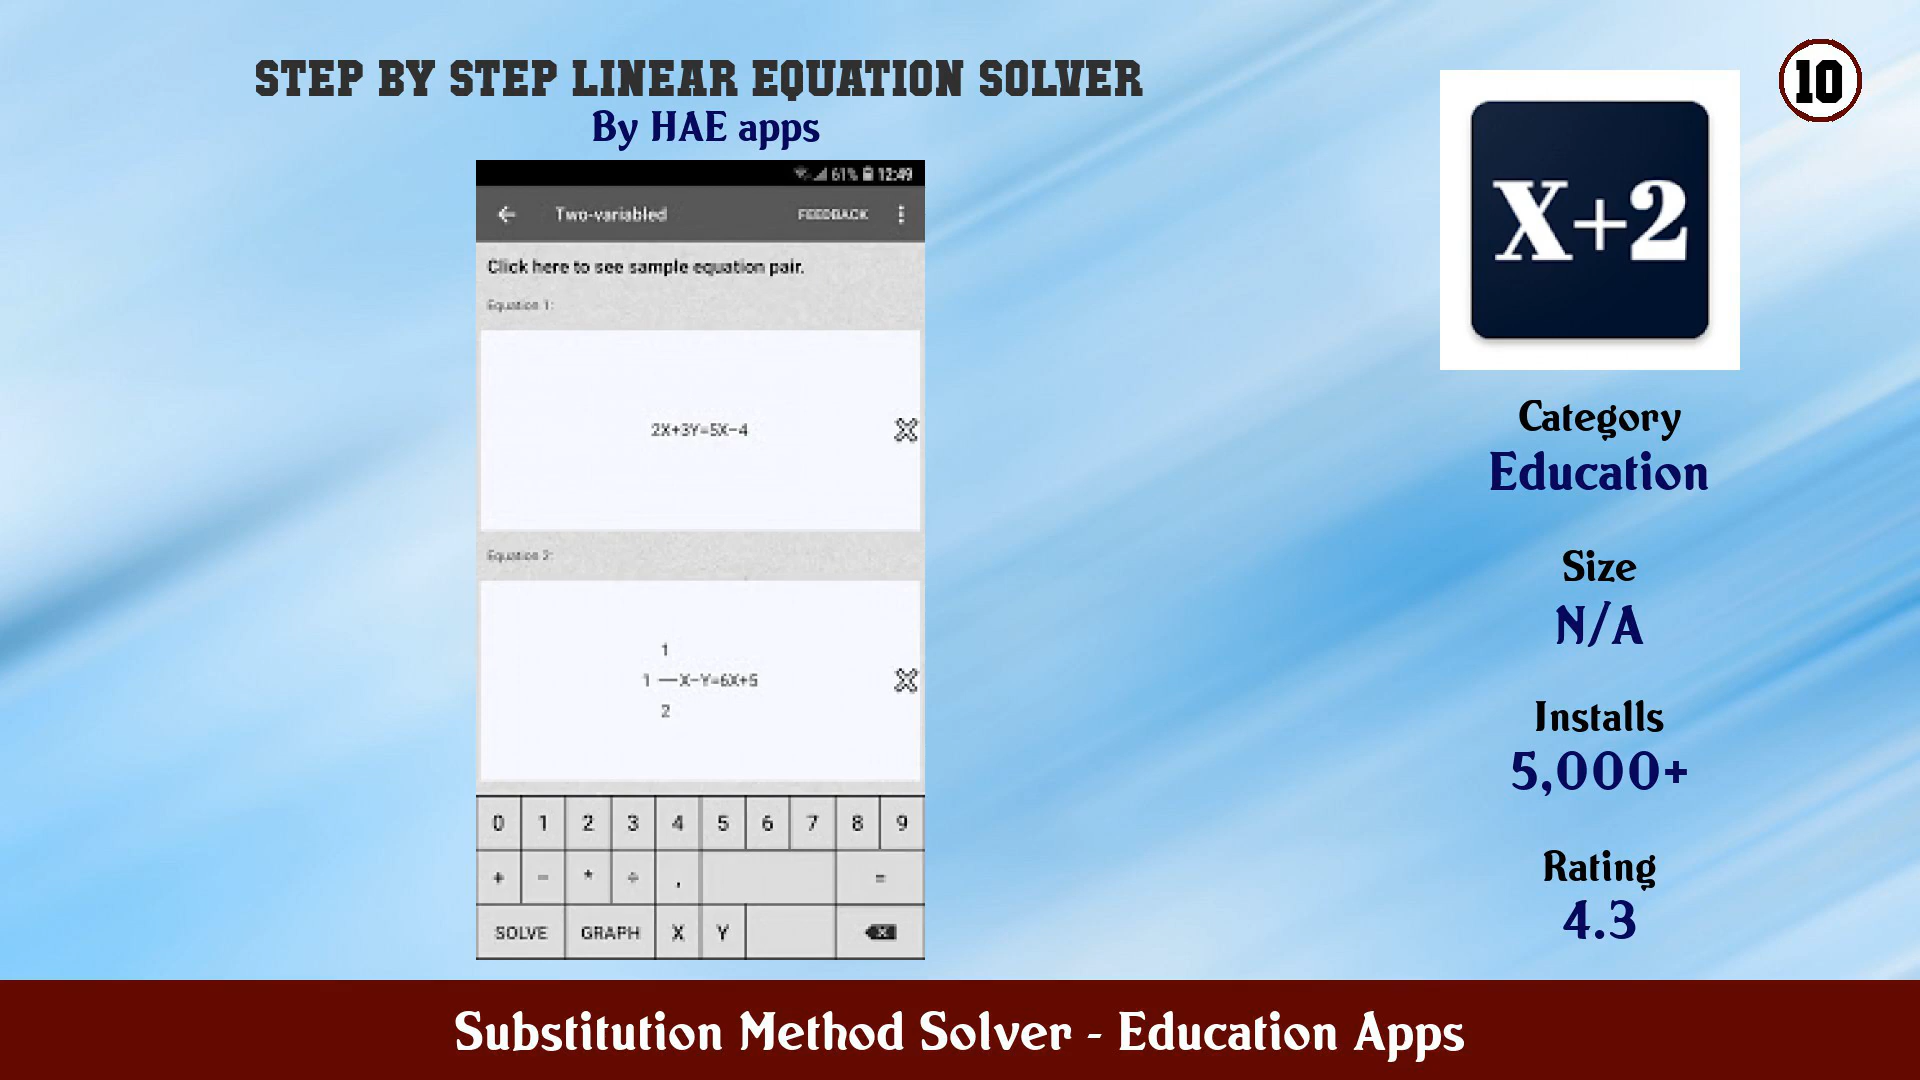 STEP BY STEP LINEAR EQUATION SOLVER
By HAE apps
10
61% 12:49
Two-variabled FEEDBACK
Click here to see sample equation pair.
Equation 1:
2X+3Y=5X−4
Equation 2:
1
1 —X−Y=6X+5
2
0 1 2 3 4 5 6 7 8 9
+ − * ÷ , =
SOLVE GRAPH X Y
X+2
Category
Education
Size
N/A
Installs
5,000+
Rating
4.3
Substitution Method Solver - Education Apps